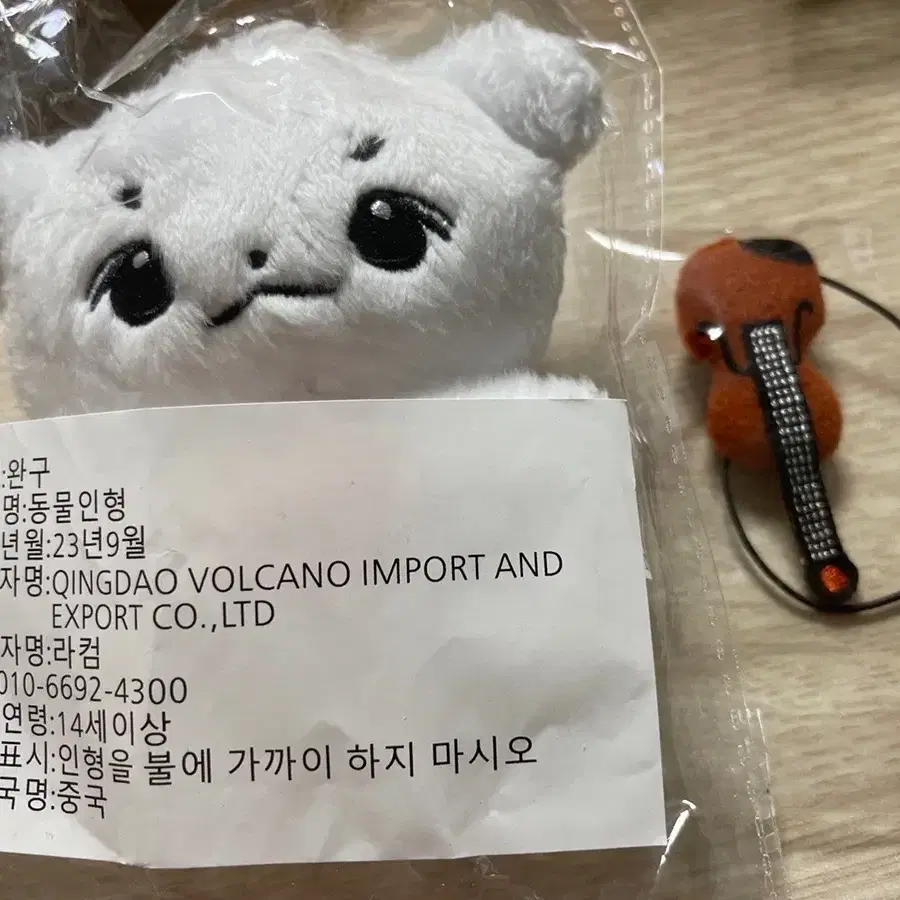 :완구
명:동물인형
년월:23년9월
자명:QINGDAO VOLCANO IMPORT AND
EXPORT CO.,LTD
자명:라컴
010-6692-4300
연령:14세이상
표시:인형을 불에 가까이 하지 마시오
국명:중국